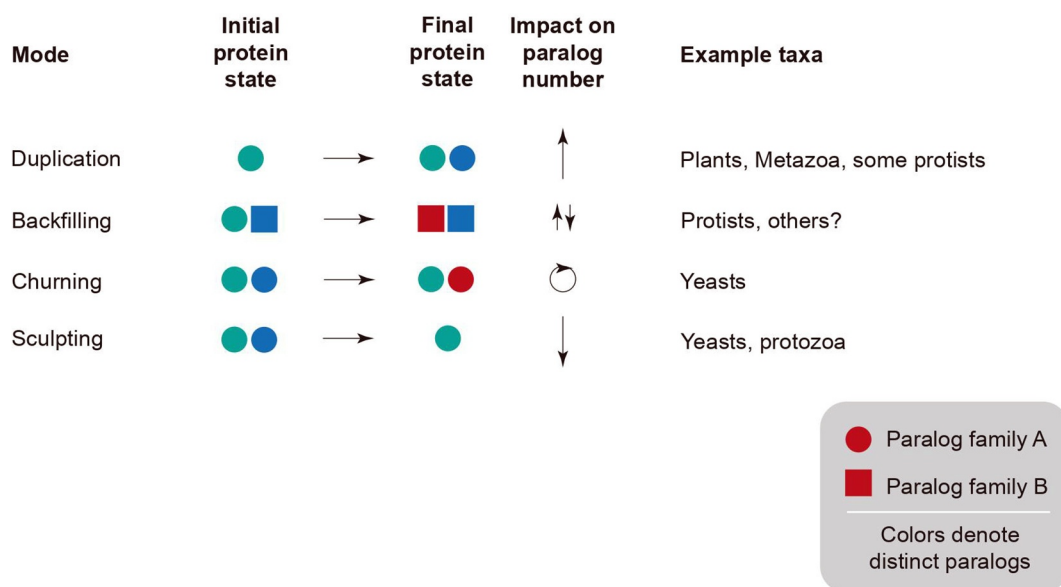 Mode
Initial
protein
state
Final
protein
state
Impact on
paralog
number
Example taxa
Duplication
Plants, Metazoa, some protists
Backfilling
Protists, others?
Churning
Yeasts
Sculpting
Yeasts, protozoa
Paralog family A
Paralog family B
Colors denote
distinct paralogs